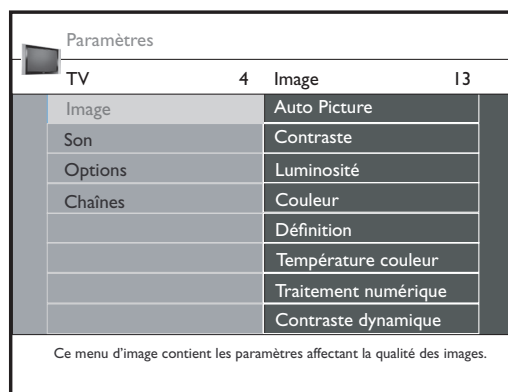 Paramètres
TV 4 Image 13
Image Auto Picture
Son Contraste
Options Luminosité
Chaînes Couleur
Définition
Température couleur
Traitement numérique
Contraste dynamique
Ce menu d'image contient les paramètres affectant la qualité des images.